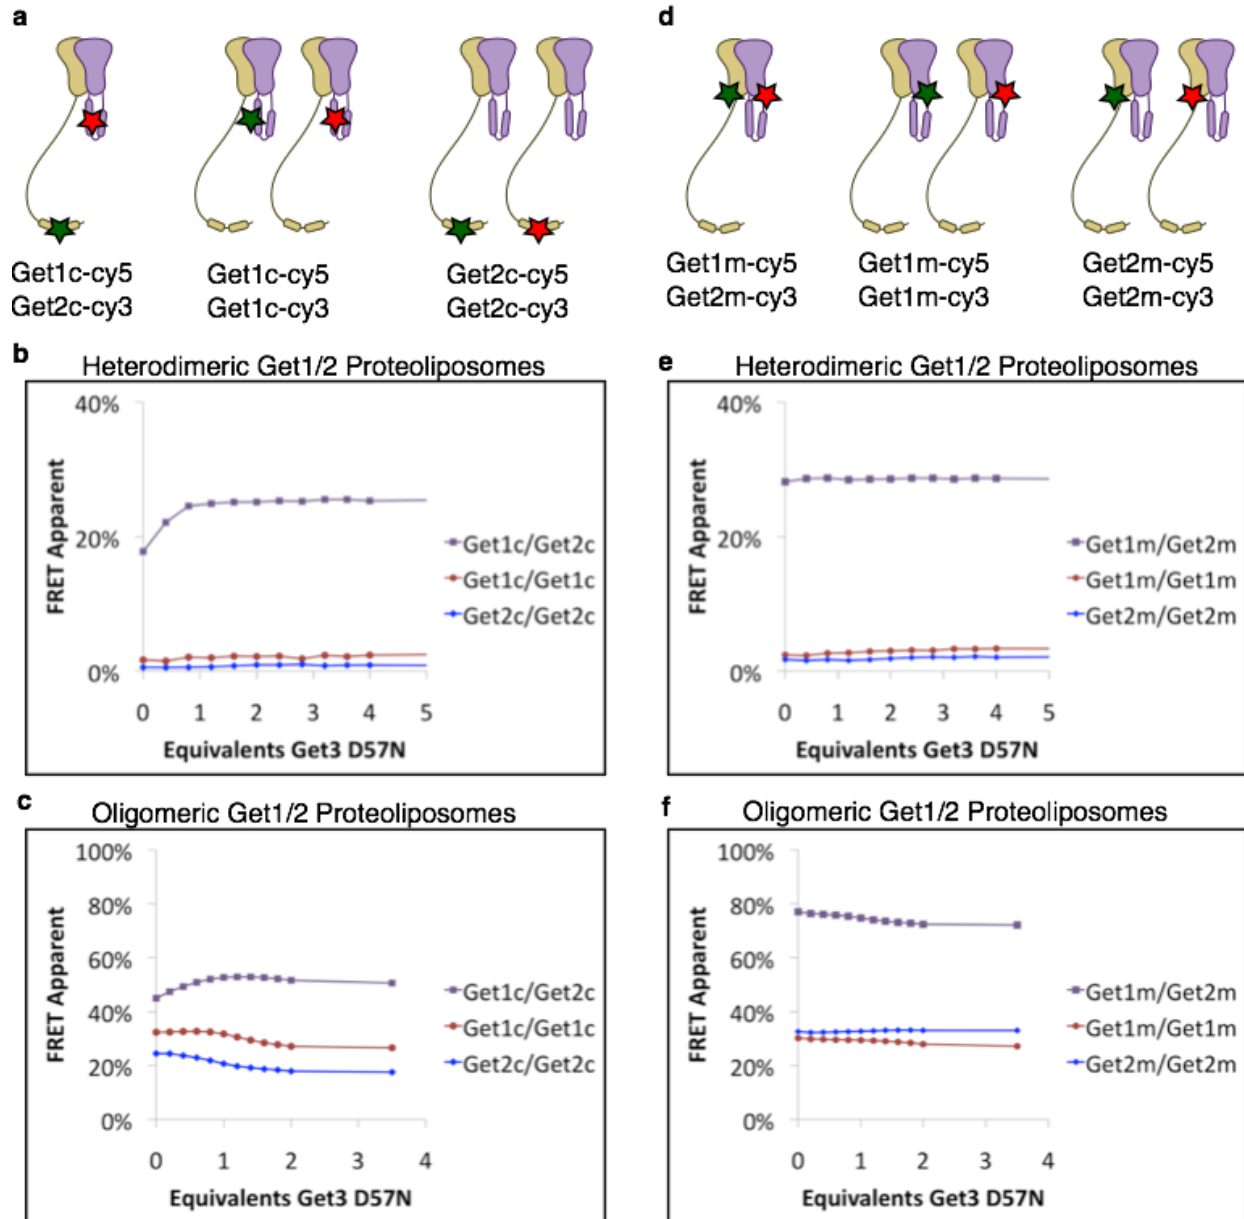 a
Get1c-cy5 Get1c-cy5 Get2c-cy5
Get2c-cy3 Get1c-cy3 Get2c-cy3
b
Heterodimeric Get1/2 Proteoliposomes
40%
20%
0%
FRET Apparent
Get1c/Get2c
Get1c/Get1c
Get2c/Get2c
0 1 2 3 4 5
Equivalents Get3 D57N
c
Oligomeric Get1/2 Proteoliposomes
100%
80%
60%
40%
20%
0%
FRET Apparent
Get1c/Get2c
Get1c/Get1c
Get2c/Get2c
0 1 2 3 4
Equivalents Get3 D57N
d
Get1m-cy5 Get1m-cy5 Get2m-cy5
Get2m-cy3 Get1m-cy3 Get2m-cy3
e
Heterodimeric Get1/2 Proteoliposomes
40%
20%
0%
FRET Apparent
Get1m/Get2m
Get1m/Get1m
Get2m/Get2m
0 1 2 3 4 5
Equivalents Get3 D57N
f
Oligomeric Get1/2 Proteoliposomes
100%
80%
60%
40%
20%
0%
FRET Apparent
Get1m/Get2m
Get1m/Get1m
Get2m/Get2m
0 1 2 3 4
Equivalents Get3 D57N